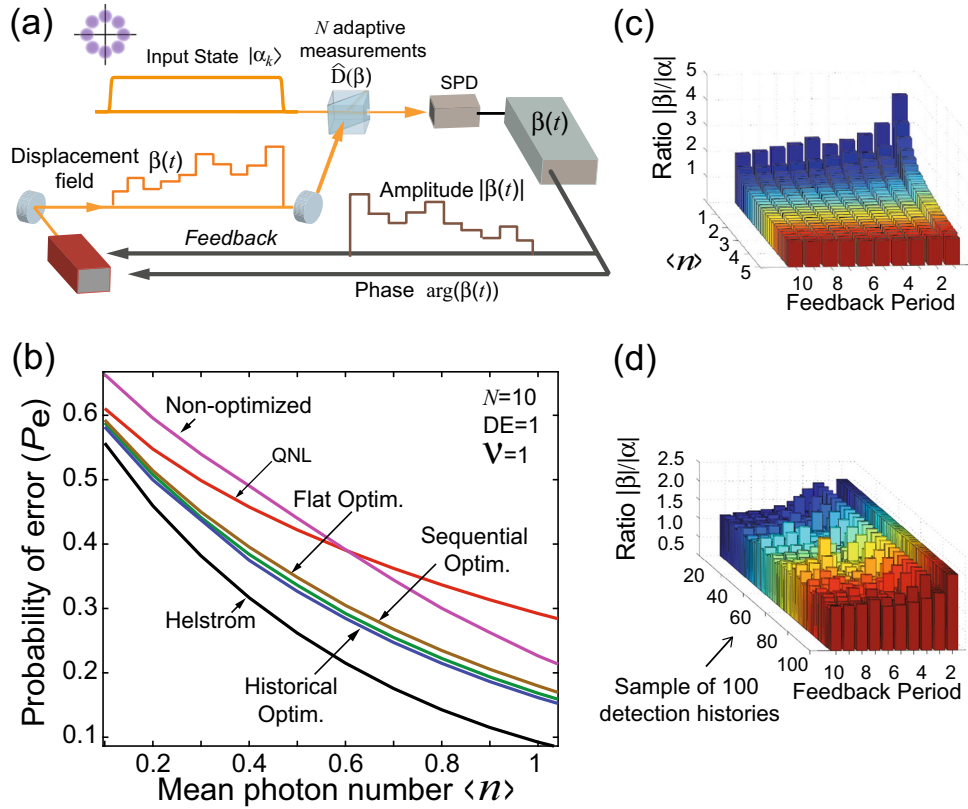 (a)
Input State |αₖ⟩
N adaptive
measurements
D̂(β)
SPD
β(t)
Displacement
field
β(t)
Amplitude |β(t)|
Feedback
Phase arg(β(t))
(b)
Probability of error (Pe)
0.6
0.5
0.4
0.3
0.2
0.1
Non-optimized
QNL
Flat Optim.
Sequential
Optim.
Helstrom
Historical
Optim.
N=10
DE=1
ν=1
0.2 0.4 0.6 0.8 1
Mean photon number ⟨n⟩
(c)
Ratio |β|/|α|
5
4
3
2
1
1
2
3
4
5
⟨n⟩
10 8 6 4 2
Feedback Period
(d)
Ratio |β|/|α|
2.5
2.0
1.5
1.0
0.5
20
40
60
80
100
10 8 6 4 2
Feedback Period
Sample of 100
detection histories